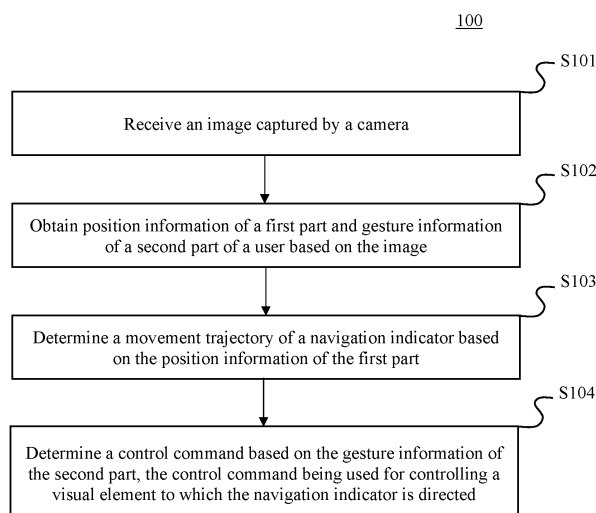 100
S101
Receive an image captured by a camera
S102
Obtain position information of a first part and gesture information
of a second part of a user based on the image
S103
Determine a movement trajectory of a navigation indicator based
on the position information of the first part
S104
Determine a control command based on the gesture information of
the second part, the control command being used for controlling a
visual element to which the navigation indicator is directed